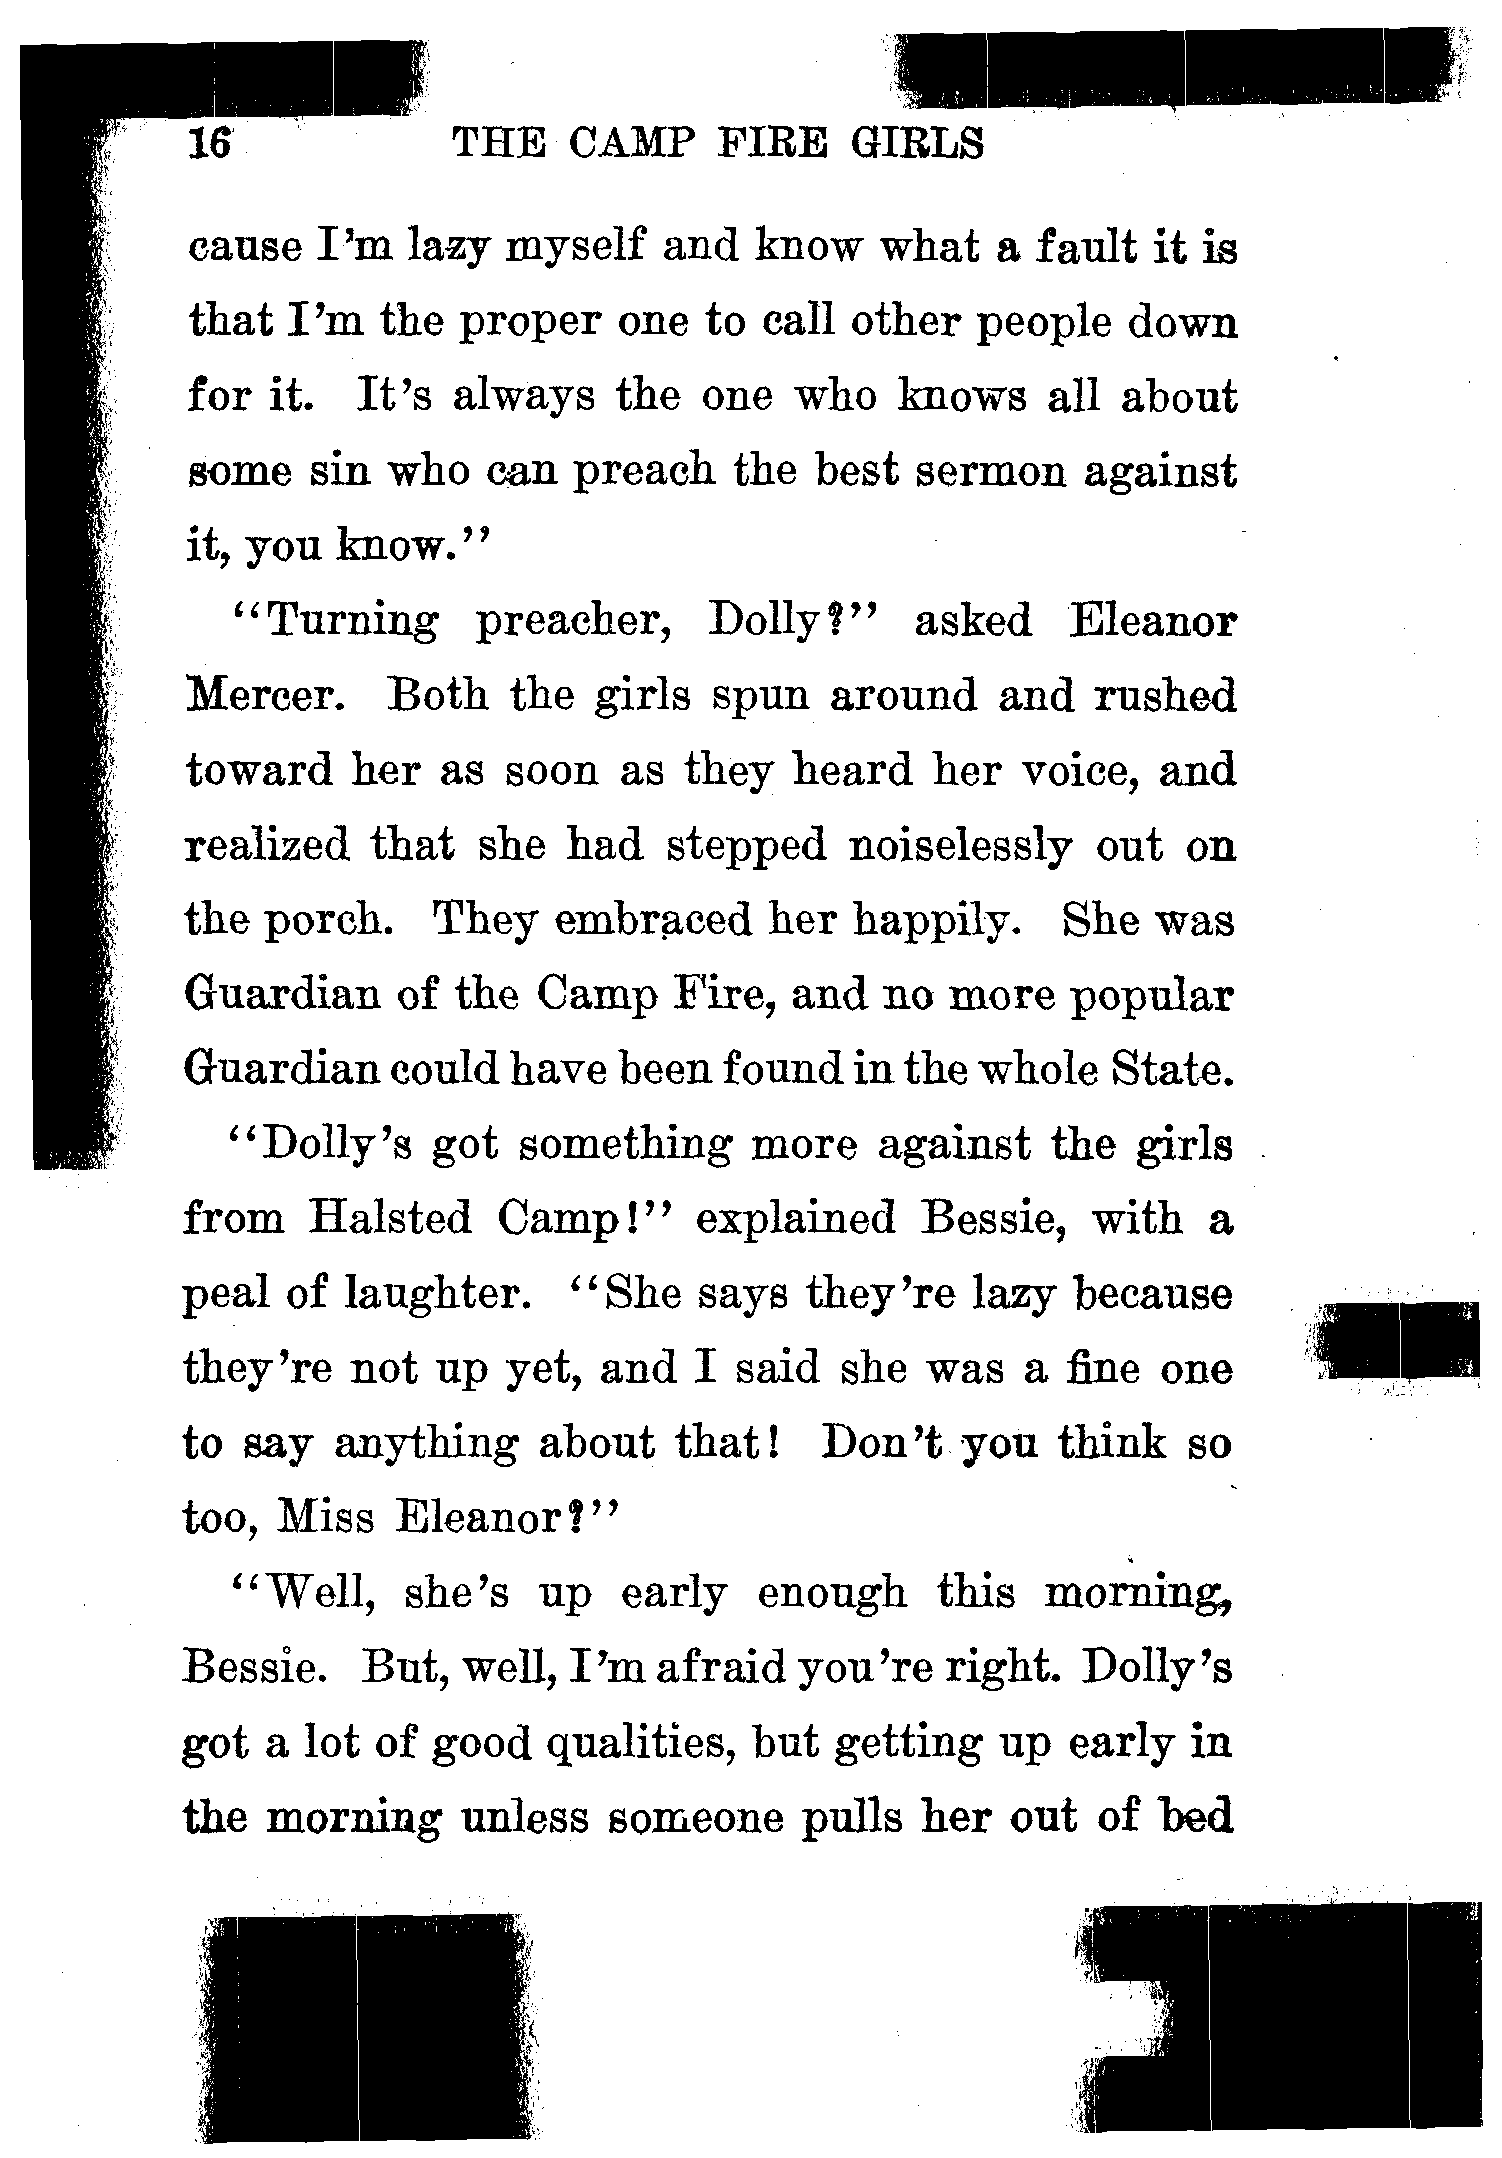 16 THE CAMP FIRE GIRLS
cause I'm lazy myself and know what a fault it is
that I'm the proper one to call other people down
for it. It's always the one who knows all about
some sin who can preach the best sermon against
it, you know."
"Turning preacher, Dolly?" asked Eleanor
Mercer. Both the girls spun around and rushed
toward her as soon as they heard her voice, and
realized that she had stepped noiselessly out on
the porch. They embraced her happily. She was
Guardian of the Camp Fire, and no more popular
Guardian could have been found in the whole State.
"Dolly's got something more against the girls
from Halsted Camp!" explained Bessie, with a
peal of laughter. "She says they're lazy because
they're not up yet, and I said she was a fine one
to say anything about that! Don't you think so
too, Miss Eleanor?"
"Well, she's up early enough this morning,
Bessie. But, well, I'm afraid you're right. Dolly's
got a lot of good qualities, but getting up early in
the morning unless someone pulls her out of bed